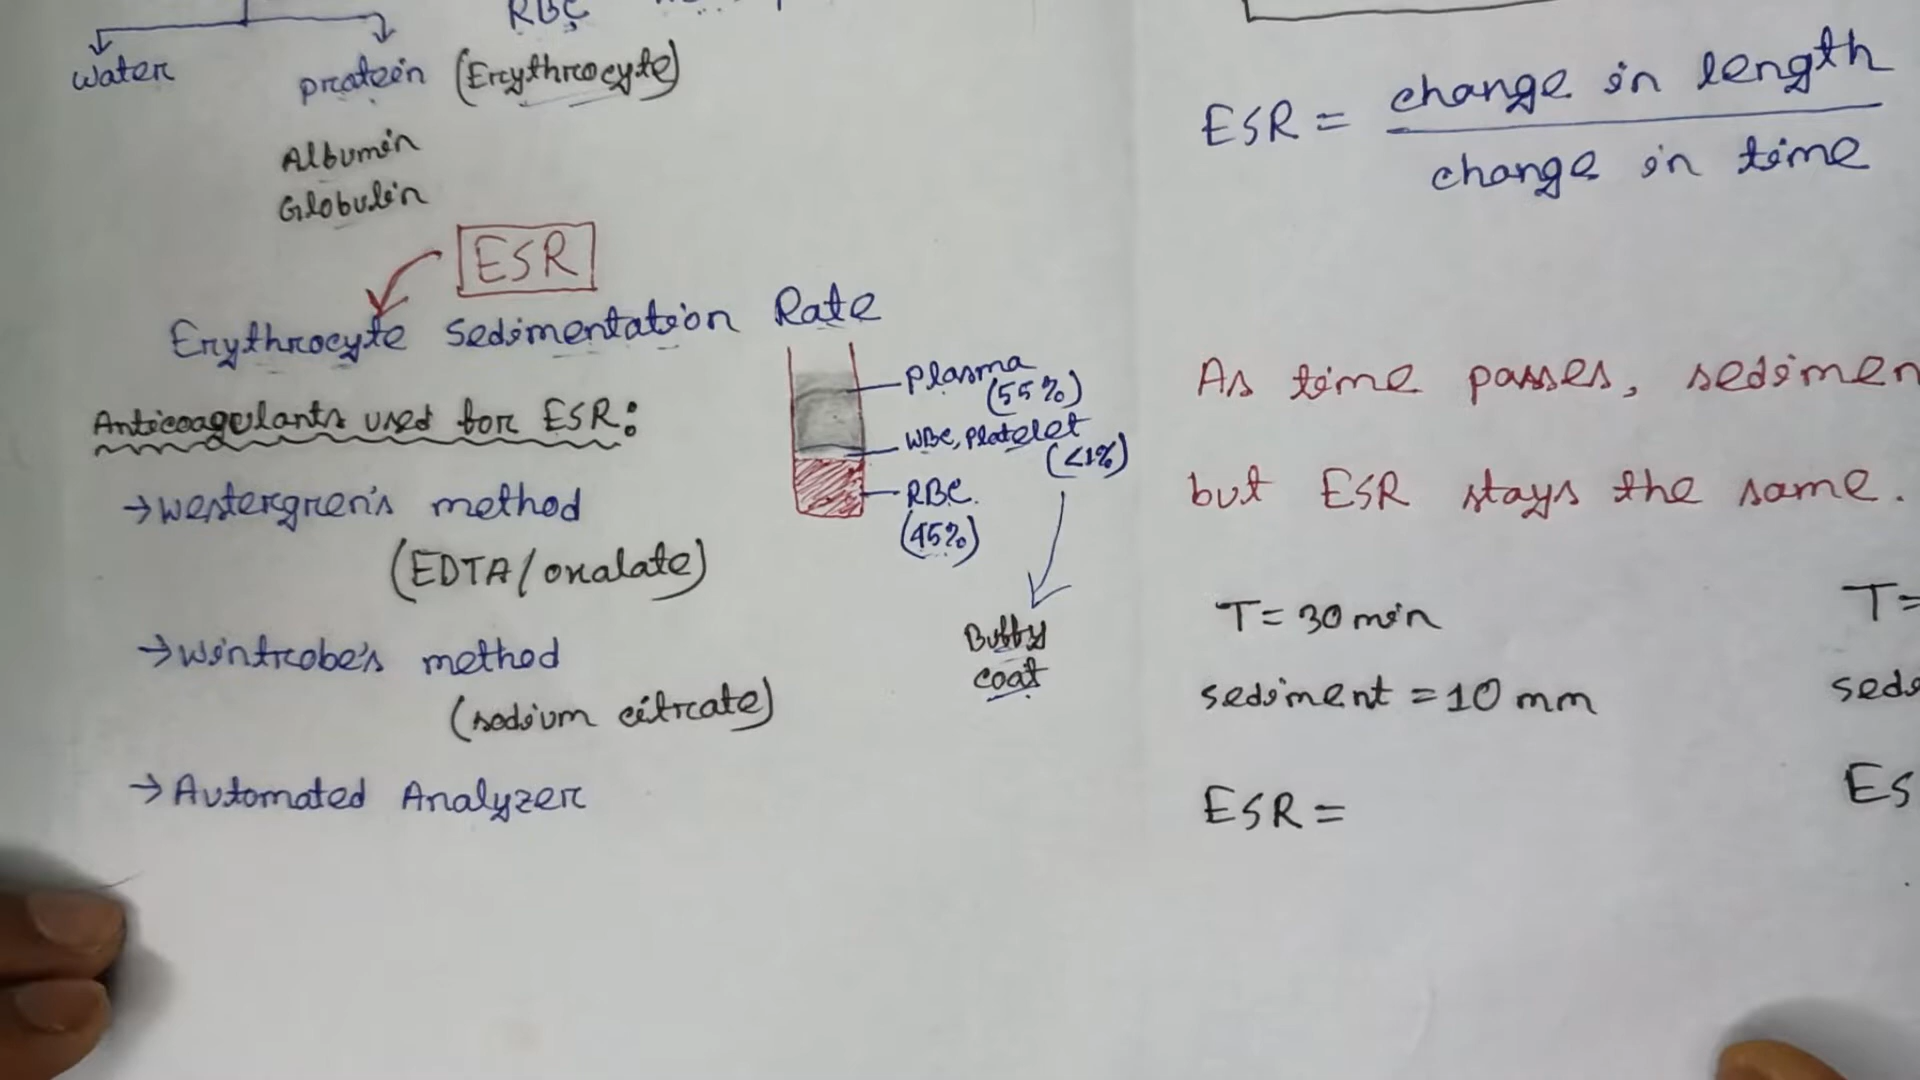 RBC
water
protein (Erythrocyte)
Albumin
Globulin
ESR
Erythrocyte Sedimentation Rate
Anticoagulants used for ESR:
→ Westergren's method
(EDTA/oxalate)
→ Wintrobe's method
(sodium citrate)
→ Automated Analyzer
Plasma
(55%)
WBC, Platelet
(<1%)
RBC.
(45%)
Buffy
coat
ESR = change in length
change in time
As time passes, sedimen
but ESR stays the same.
T = 30 min
sediment = 10 mm
ESR =
T=
sedi
ES